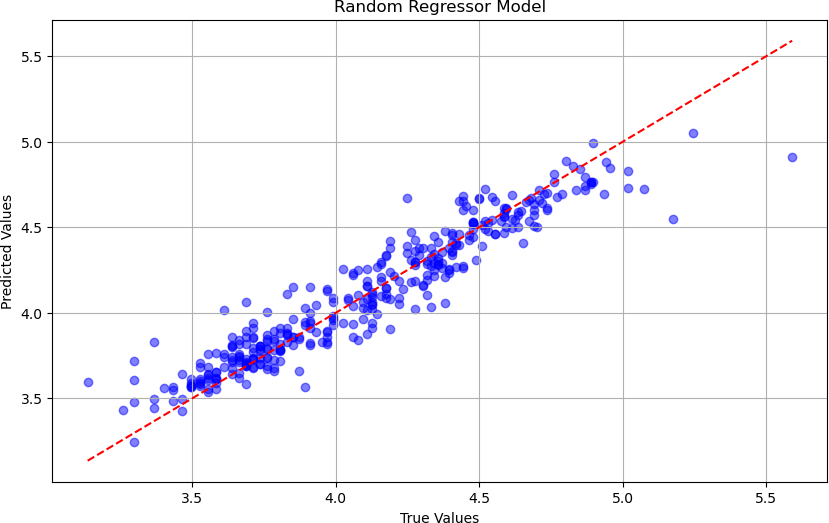 Random Regressor Model
5.5
5.0
4.5
4.0
3.5
Predicted Values
3.5 4.0 4.5 5.0 5.5
True Values